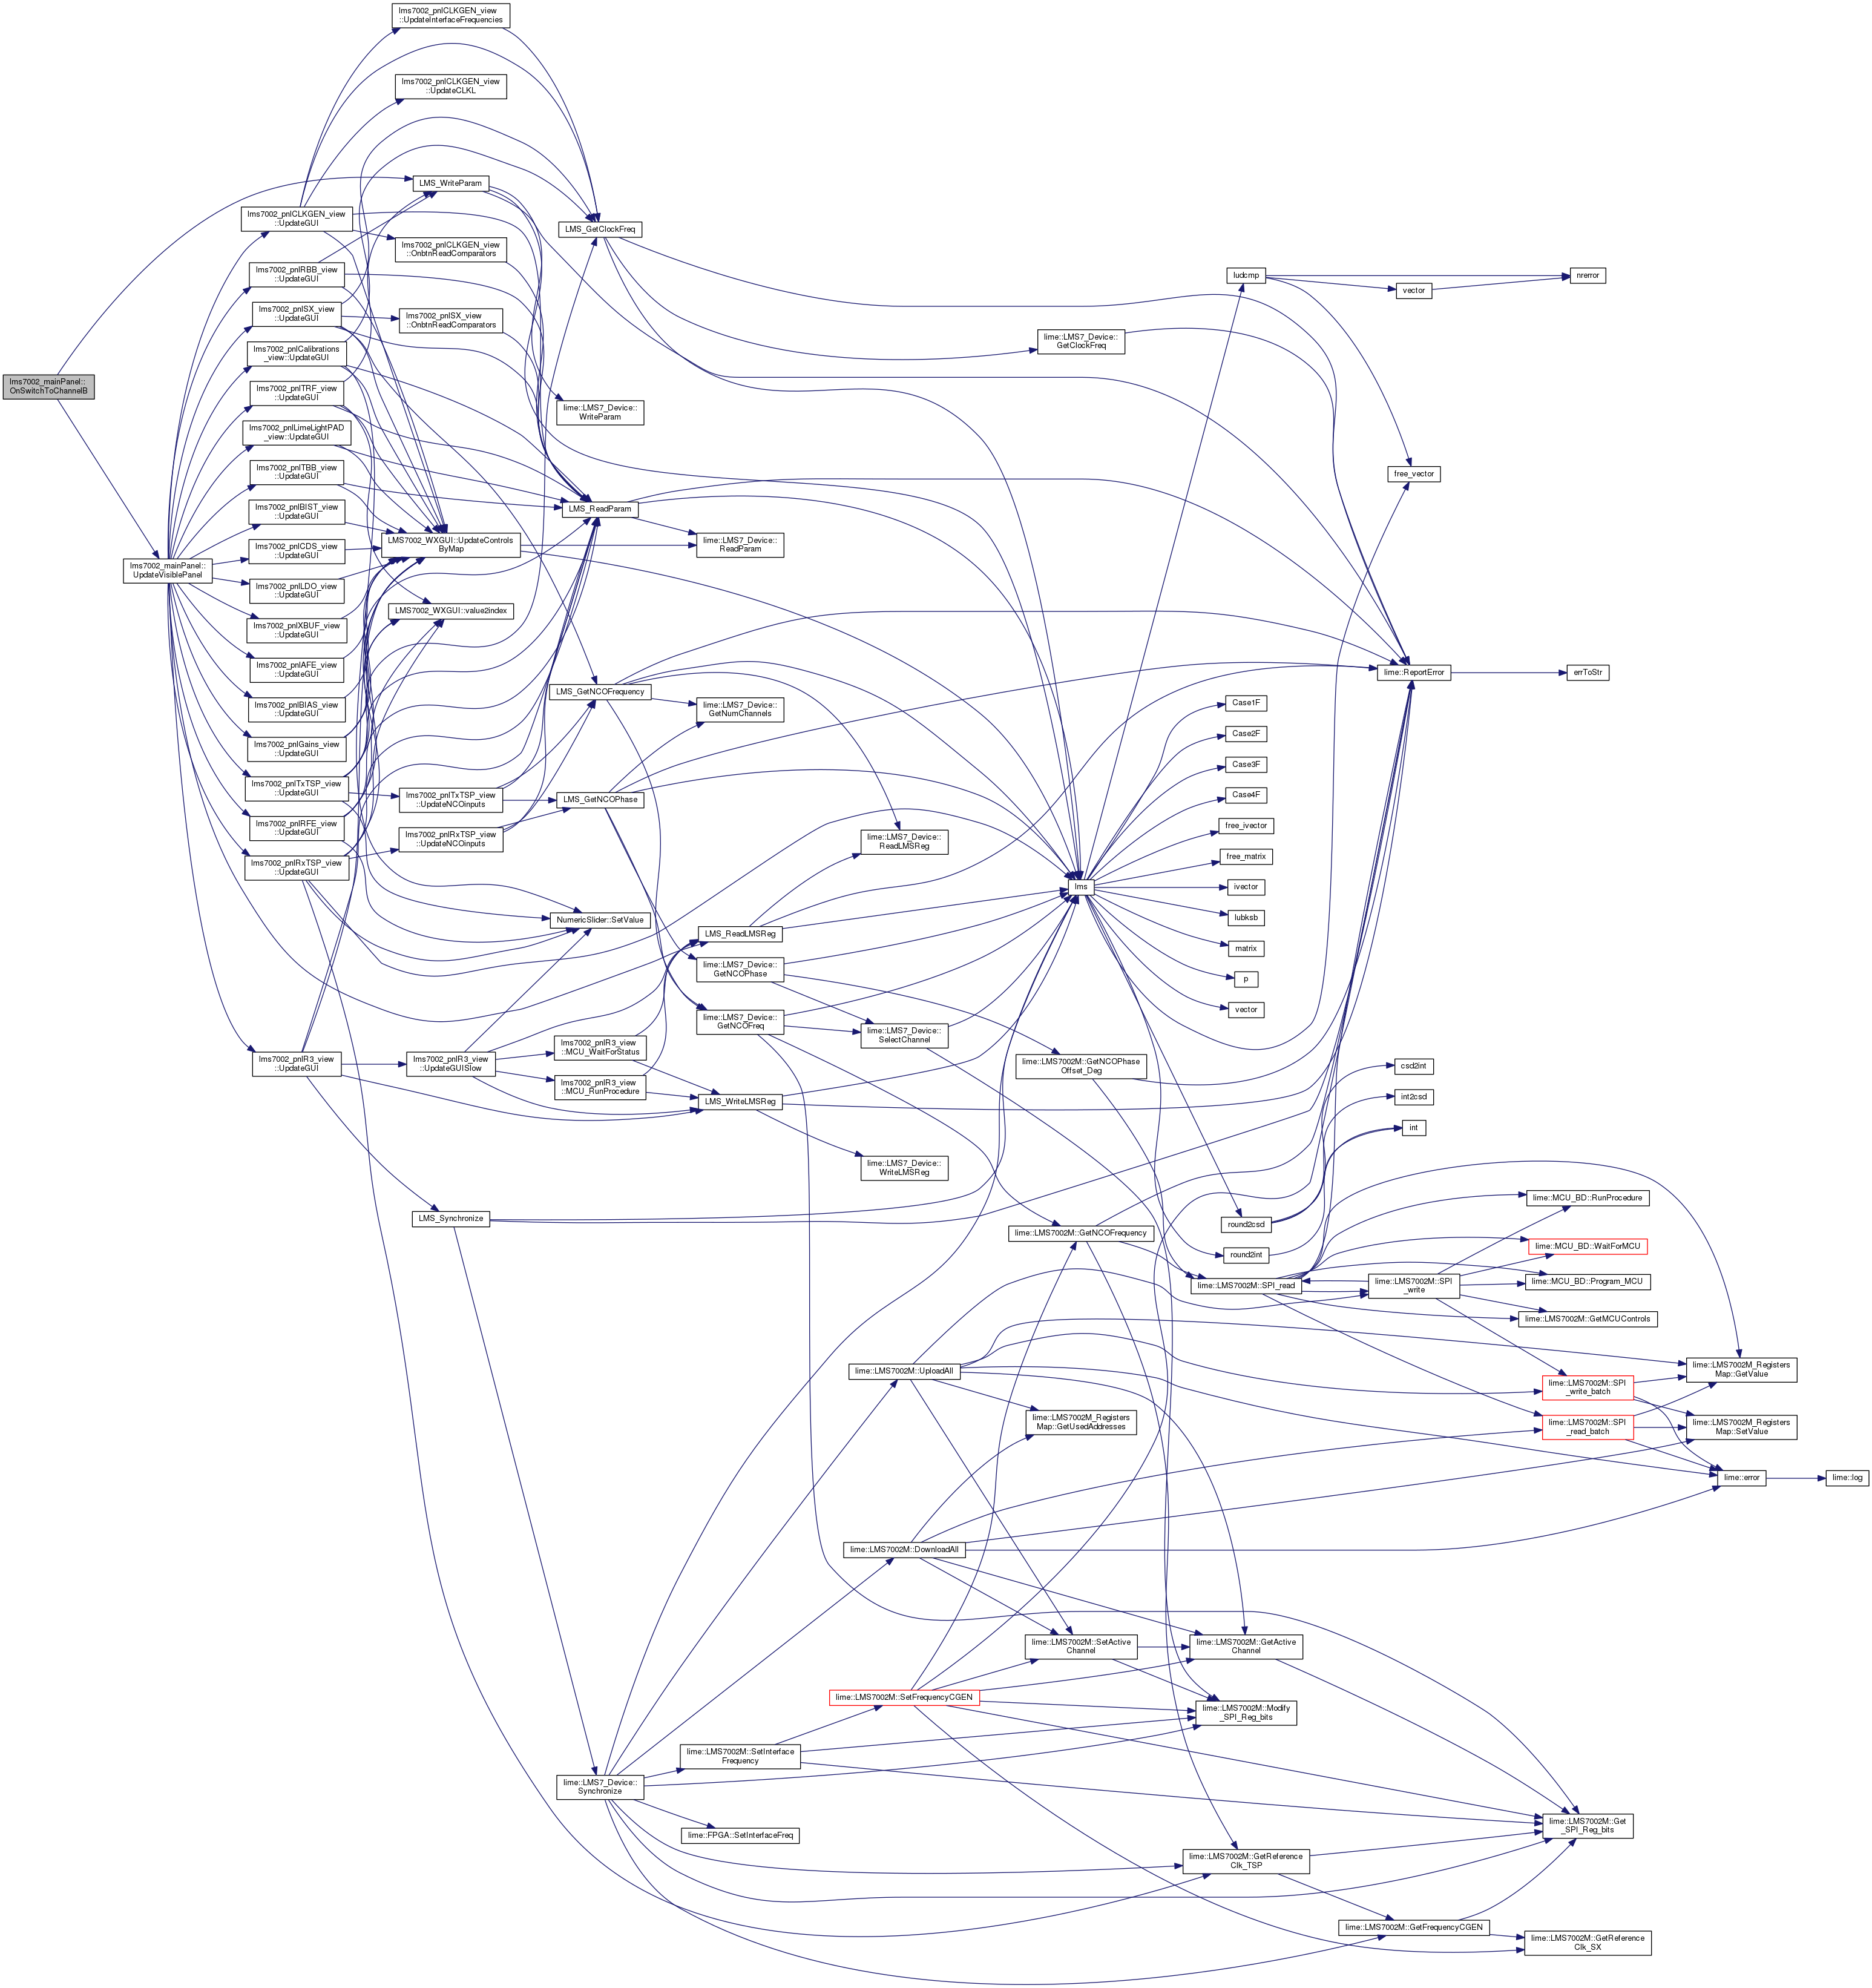 lms7002_mainPanel::
OnSwitchToChannelB
lms7002_mainPanel::
UpdateVisiblePanel
lms7002_pnlCLKGEN_view
::UpdateGUI
lms7002_pnlRBB_view
::UpdateGUI
lms7002_pnlSX_view
::UpdateGUI
lms7002_pnlCalibrations
_view::UpdateGUI
lms7002_pnlTRF_view
::UpdateGUI
lms7002_pnlLimeLightPAD
_view::UpdateGUI
lms7002_pnlTBB_view
::UpdateGUI
lms7002_pnlBIST_view
::UpdateGUI
lms7002_pnlCDS_view
::UpdateGUI
lms7002_pnlLDO_view
::UpdateGUI
lms7002_pnlXBUF_view
::UpdateGUI
lms7002_pnlAFE_view
::UpdateGUI
lms7002_pnlBIAS_view
::UpdateGUI
lms7002_pnlGains_view
::UpdateGUI
lms7002_pnlTxTSP_view
::UpdateGUI
lms7002_pnlRFE_view
::UpdateGUI
lms7002_pnlRxTSP_view
::UpdateGUI
lms7002_pnlR3_view
::UpdateGUI
lms7002_pnlCLKGEN_view
::UpdateInterfaceFrequencies
lms7002_pnlCLKGEN_view
::UpdateCLKL
LMS_WriteParam
lms7002_pnlCLKGEN_view
::OnbtnReadComparators
lms7002_pnlSX_view
::OnbtnReadComparators
LMS7002_WXGUI::UpdateControls
ByMap
LMS7002_WXGUI::value2index
lms7002_pnlTxTSP_view
::UpdateNCOinputs
lms7002_pnlRxTSP_view
::UpdateNCOinputs
lms7002_pnlR3_view
::UpdateGUISlow
LMS_Synchronize
LMS_GetClockFreq
lime::LMS7_Device::
WriteParam
LMS_ReadParam
lime::LMS7_Device::
ReadParam
LMS_GetNCOFrequency
lime::LMS7_Device::
GetNumChannels
LMS_GetNCOPhase
NumericSlider::SetValue
LMS_ReadLMSReg
lime::LMS7_Device::
GetNCOPhase
lime::LMS7_Device::
GetNCOFreq
lms7002_pnlR3_view
::MCU_WaitForStatus
lms7002_pnlR3_view
::MCU_RunProcedure
LMS_WriteLMSReg
lime::LMS7_Device::
ReadLMSReg
lime::LMS7_Device::
SelectChannel
lime::LMS7_Device::
WriteLMSReg
lime::LMS7_Device::
Synchronize
lime::LMS7002M::SetInterface
Frequency
lime::FPGA::SetInterfaceFreq
lime::LMS7002M::UploadAll
lime::LMS7002M::DownloadAll
lime::LMS7002M::SetFrequencyCGEN
lime::LMS7_Device::
GetClockFreq
lms
lime::LMS7002M::GetNCOPhase
Offset_Deg
lime::LMS7002M::GetNCOFrequency
lime::LMS7002M_Registers
Map::GetUsedAddresses
lime::LMS7002M::SetActive
Channel
ludcmp
vector
nrerror
free_vector
lime::ReportError
errToStr
Case1F
Case2F
Case3F
Case4F
free_ivector
free_matrix
ivector
lubksb
matrix
p
vector
csd2int
int2csd
int
round2csd
round2int
lime::LMS7002M::SPI_read
lime::LMS7002M::SPI
_write
lime::MCU_BD::RunProcedure
lime::MCU_BD::WaitForMCU
lime::MCU_BD::Program_MCU
lime::LMS7002M::GetMCUControls
lime::LMS7002M::SPI
_write_batch
lime::LMS7002M::SPI
_read_batch
lime::LMS7002M_Registers
Map::GetValue
lime::LMS7002M_Registers
Map::SetValue
lime::error
lime::log
lime::LMS7002M::GetActive
Channel
lime::LMS7002M::Modify
_SPI_Reg_bits
lime::LMS7002M::Get
_SPI_Reg_bits
lime::LMS7002M::GetReference
Clk_TSP
lime::LMS7002M::GetFrequencyCGEN
lime::LMS7002M::GetReference
Clk_SX